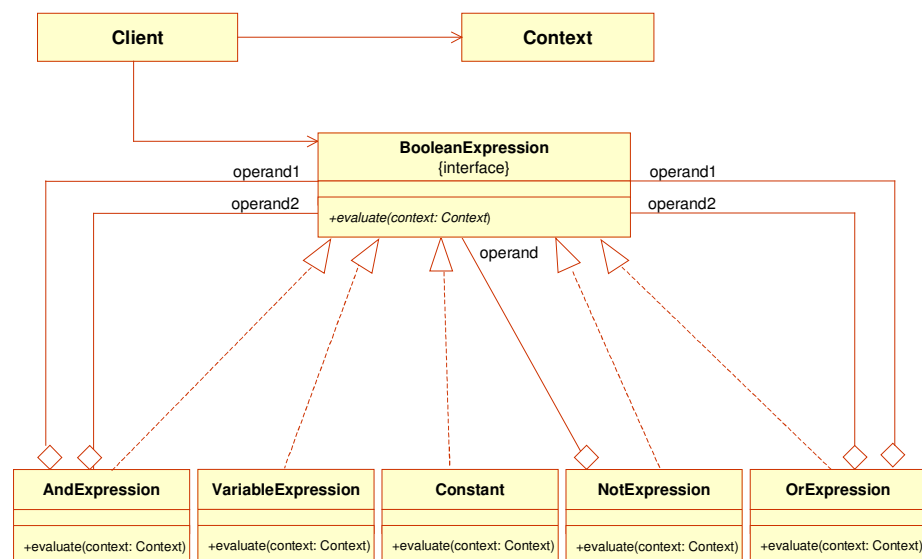 Client
Context
BooleanExpression
{interface}
operand1
operand1
operand2
operand2
+evaluate(context: Context)
operand
AndExpression
VariableExpression
Constant
NotExpression
OrExpression
+evaluate(context: Context)
+evaluate(context: Context)
+evaluate(context: Context)
+evaluate(context: Context)
+evaluate(context: Context)